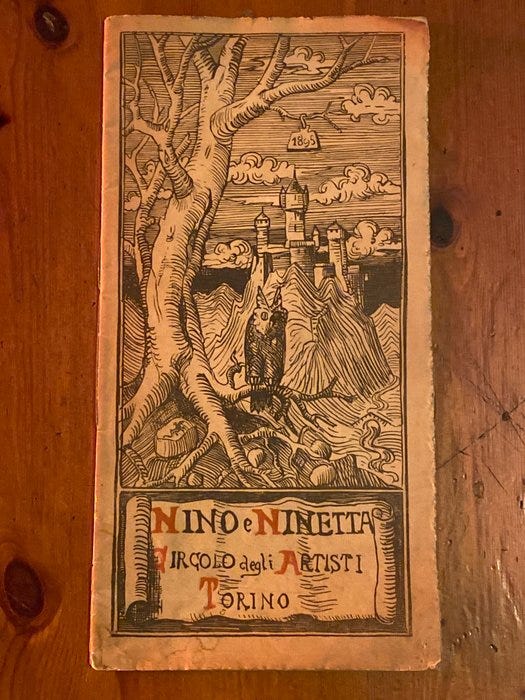 1895
NINO e NINETTA
CIRCOLO degli ARTISTI
TORINO